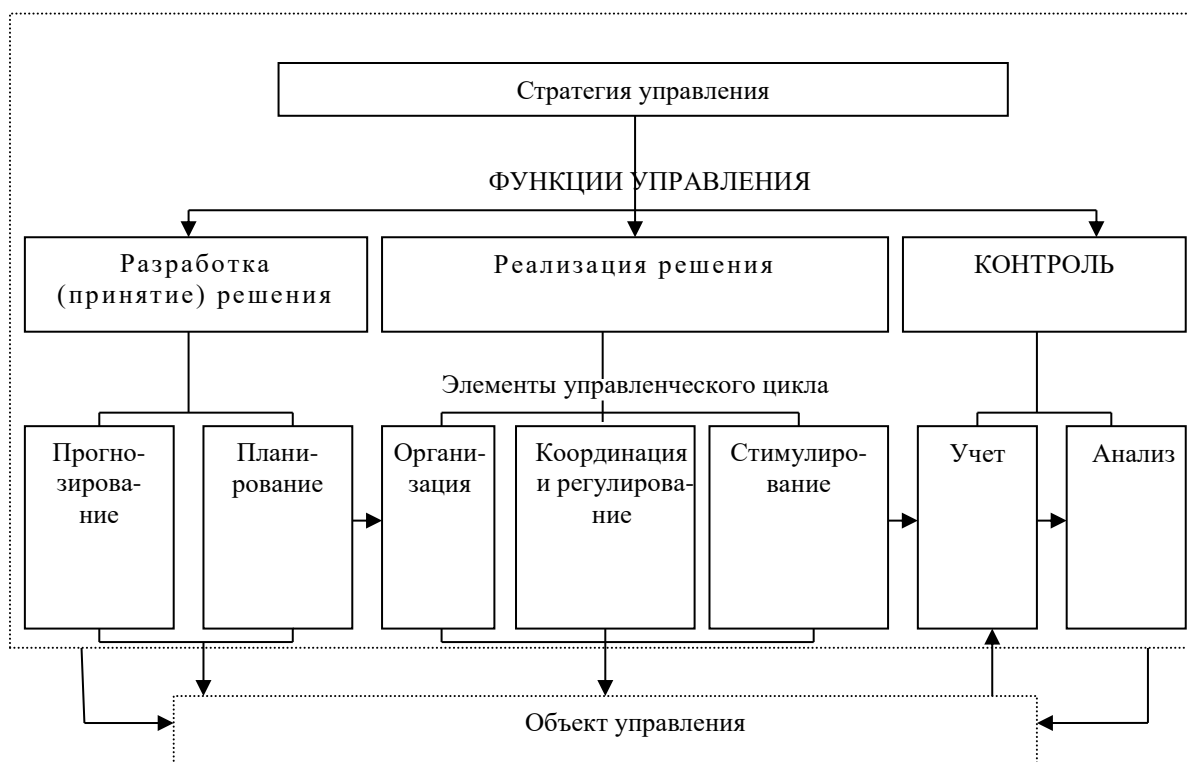 Стратегия управления
ФУНКЦИИ УПРАВЛЕНИЯ
Разработка
(принятие) решения
Реализация решения
КОНТРОЛЬ
Элементы управленческого цикла
Прогно-
зирова-
ние
Плани-
рование
Органи-
зация
Координация
и регулирова-
ние
Стимулиро-
вание
Учет
Анализ
Объект управления